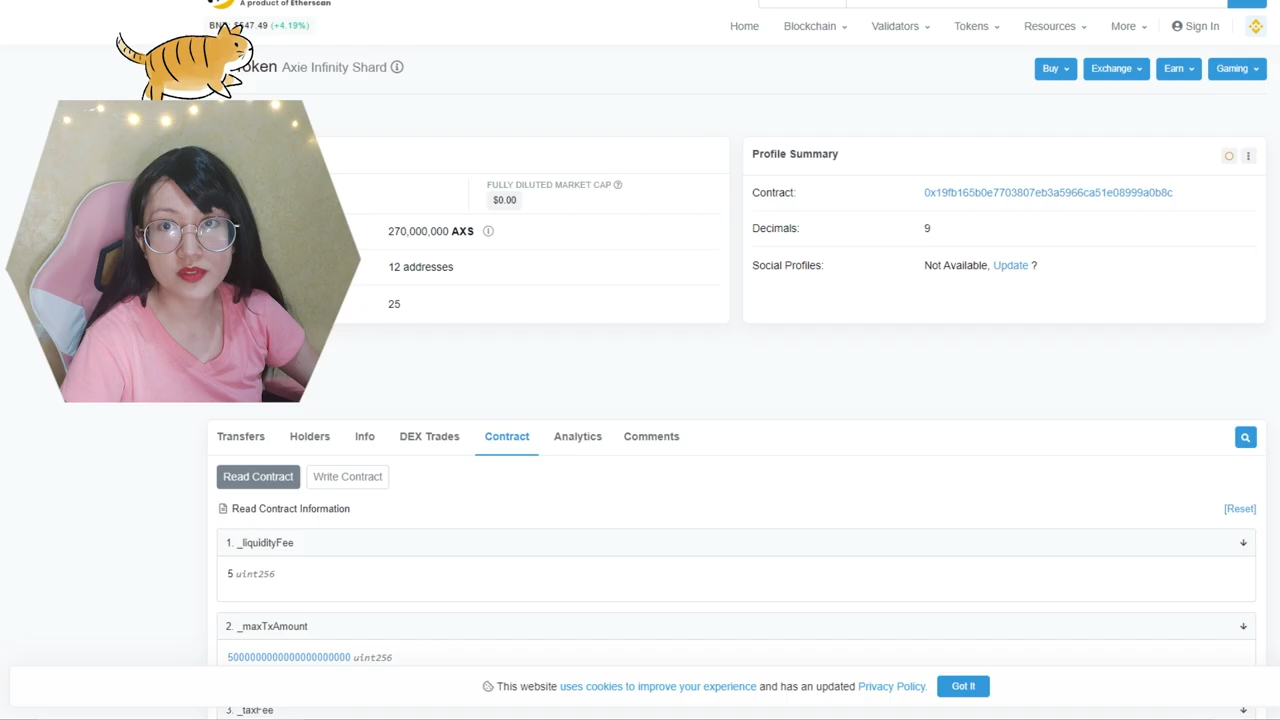 A product of Etherscan
$547.49 (+4.19%)
Home Blockchain Validators Tokens Resources More Sign In
Axie Infinity Shard
Buy Exchange Earn Gaming
Profile Summary
FULLY DILUTED MARKET CAP
$0.00
Contract: 0x19fb165b0e7703807eb3a5966ca51e08999a0b8c
270,000,000 AXS
Decimals: 9
12 addresses
Social Profiles: Not Available, Update ?
25
Transfers Holders Info DEX Trades Contract Analytics Comments
Read Contract Write Contract
Read Contract Information [Reset]
1. _liquidityFee
5 uint256
2. _maxTxAmount
uint256
This website uses cookies to improve your experience and has an updated Privacy Policy. Got It
3. _taxFee